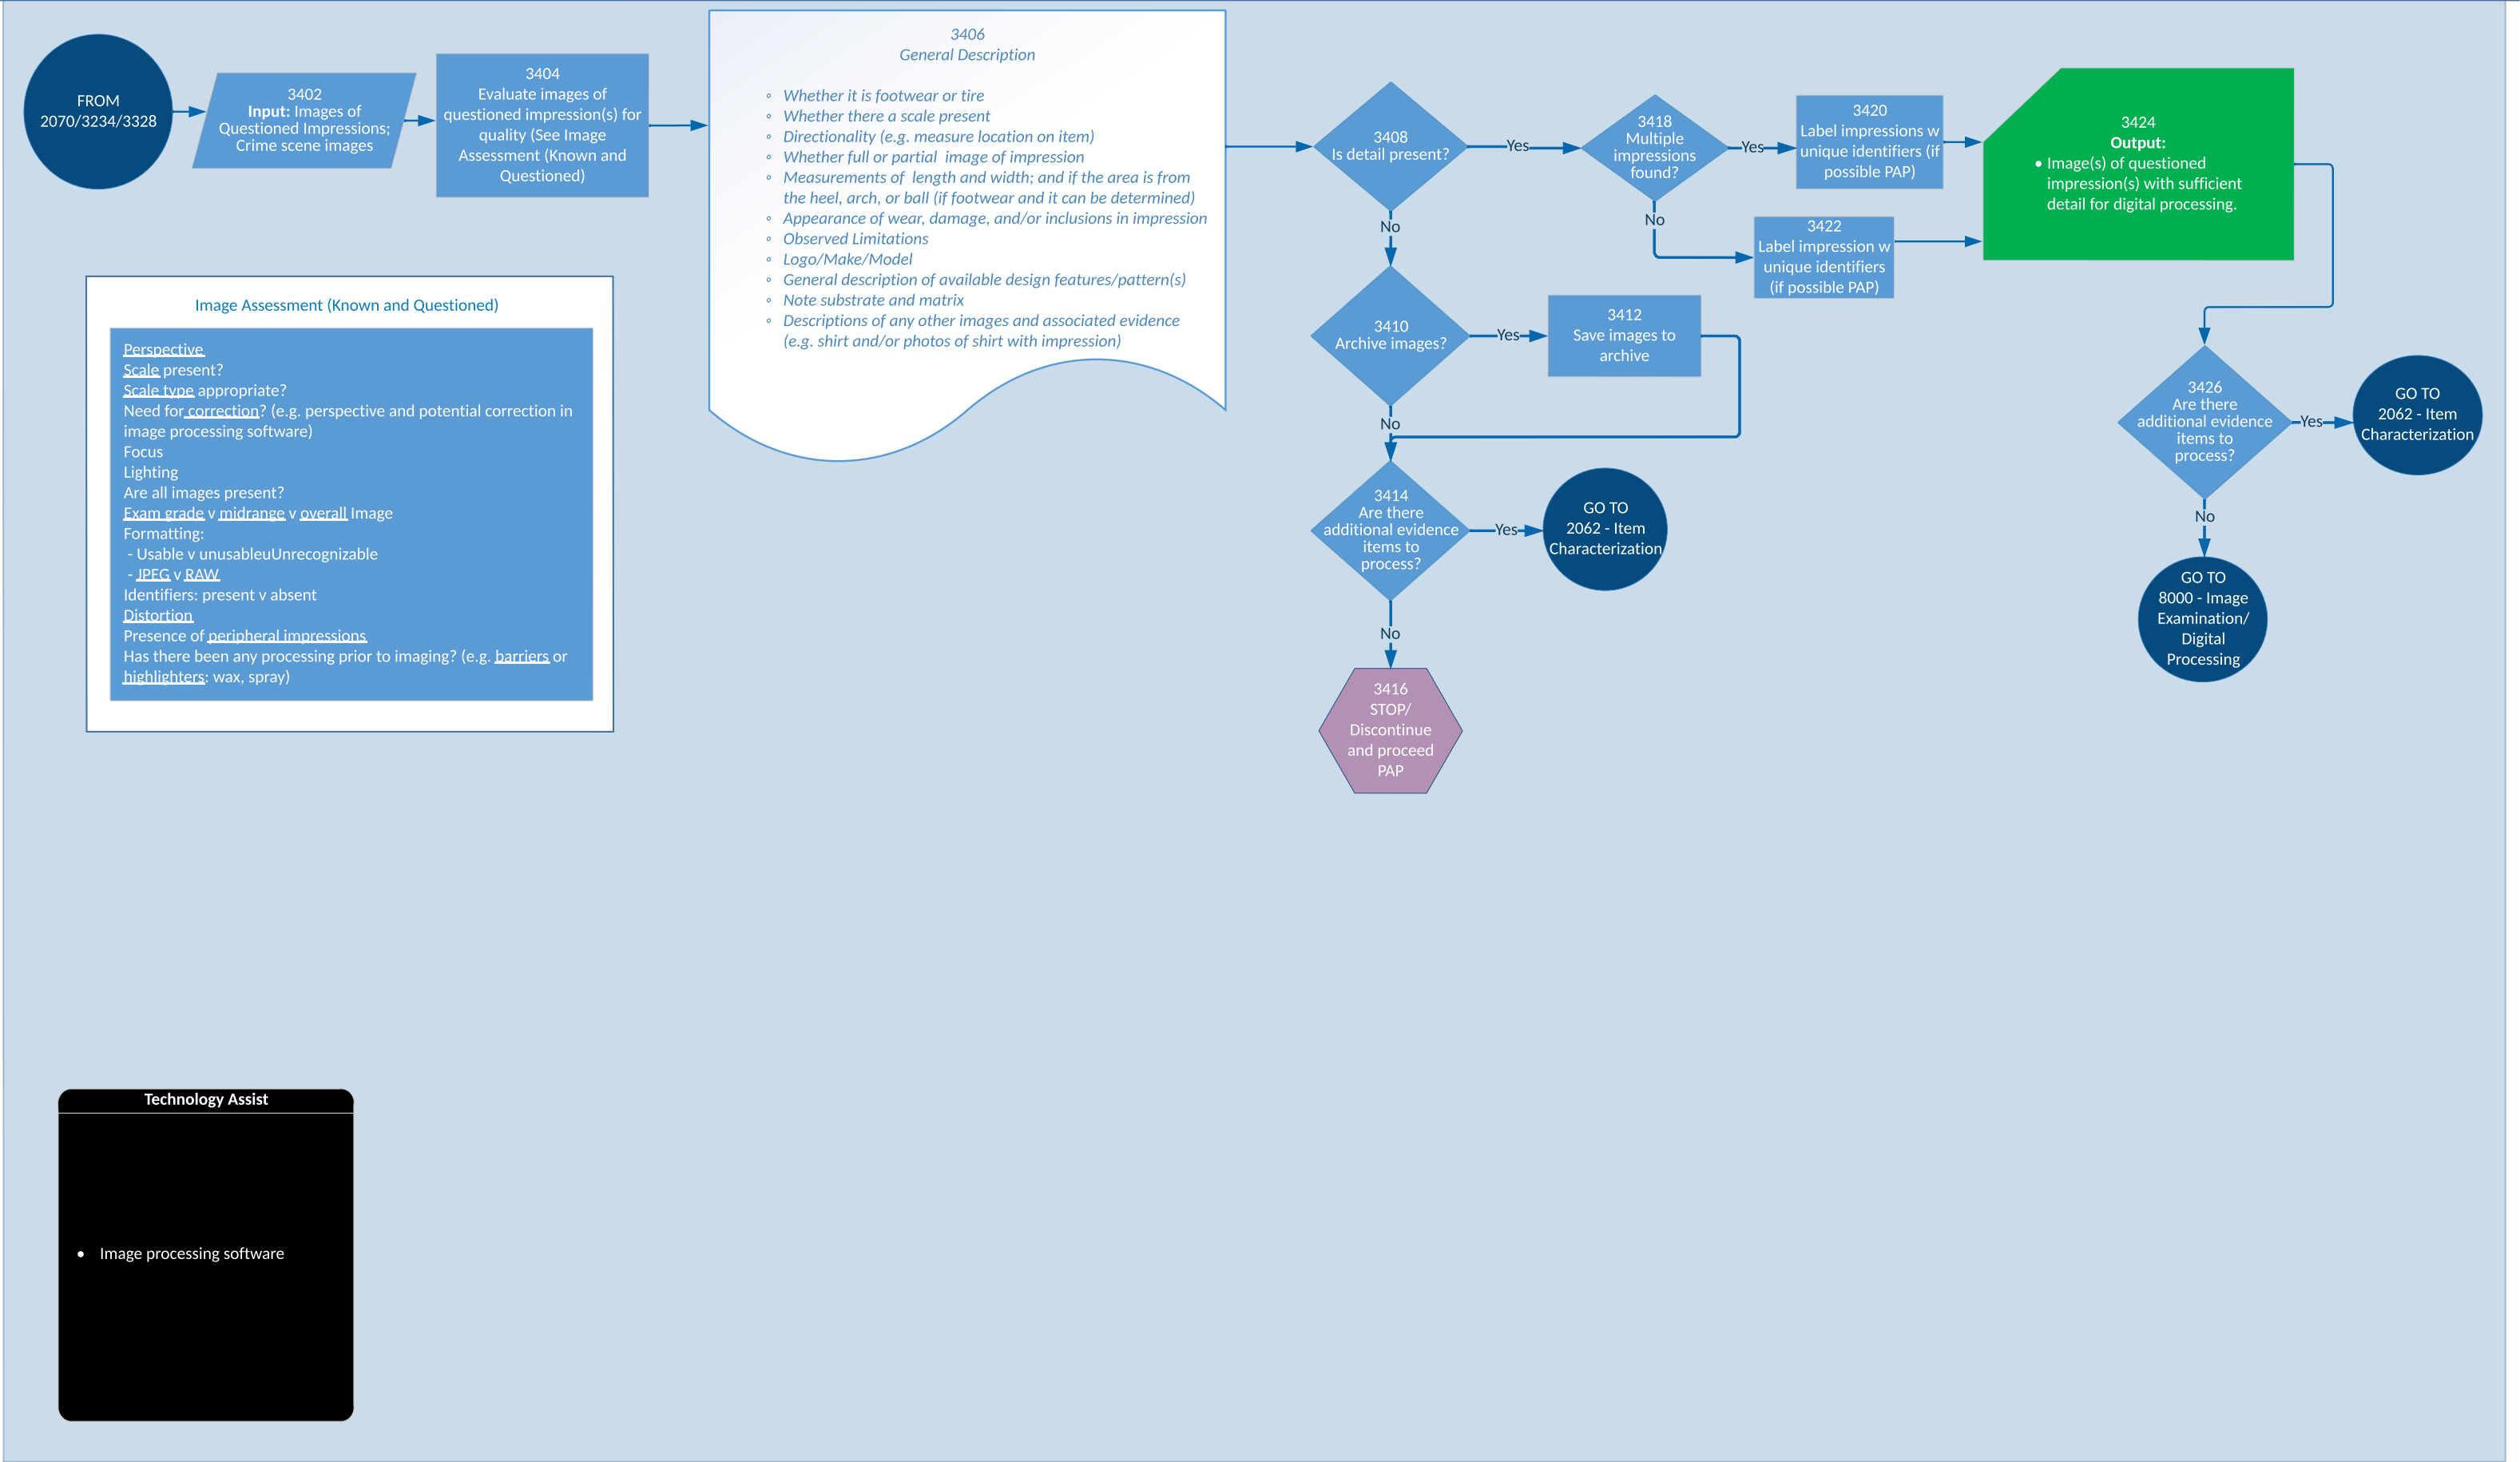 FROM
2070/3234/3328
3402
Input: Images of
Questioned Impressions;
Crime scene images
3404
Evaluate images of
questioned impression(s) for
quality (See Image
Assessment (Known and
Questioned)
3406
General Description
◦ Whether it is footwear or tire
◦ Whether there a scale present
◦ Directionality (e.g. measure location on item)
◦ Whether full or partial image of impression
◦ Measurements of length and width; and if the area is from
the heel, arch, or ball (if footwear and it can be determined)
◦ Appearance of wear, damage, and/or inclusions in impression
◦ Observed Limitations
◦ Logo/Make/Model
◦ General description of available design features/pattern(s)
◦ Note substrate and matrix
◦ Descriptions of any other images and associated evidence
(e.g. shirt and/or photos of shirt with impression)
3408
Is detail present?
Yes
No
3418
Multiple
impressions
found?
Yes
No
3420
Label impressions w
unique identifiers (if
possible PAP)
3422
Label impression w
unique identifiers
(if possible PAP)
3424
Output:
• Image(s) of questioned
impression(s) with sufficient
detail for digital processing.
3410
Archive images?
Yes
No
3412
Save images to
archive
3414
Are there
additional evidence
items to
process?
Yes
No
GO TO
2062 - Item
Characterization
3416
STOP/
Discontinue
and proceed
PAP
3426
Are there
additional evidence
items to
process?
Yes
No
GO TO
2062 - Item
Characterization
GO TO
8000 - Image
Examination/
Digital
Processing
Image Assessment (Known and Questioned)
Perspective
Scale present?
Scale type appropriate?
Need for correction? (e.g. perspective and potential correction in
image processing software)
Focus
Lighting
Are all images present?
Exam grade v midrange v overall Image
Formatting:
- Usable v unusableuUnrecognizable
- JPEG v RAW
Identifiers: present v absent
Distortion
Presence of peripheral impressions
Has there been any processing prior to imaging? (e.g. barriers or
highlighters: wax, spray)
Technology Assist
• Image processing software